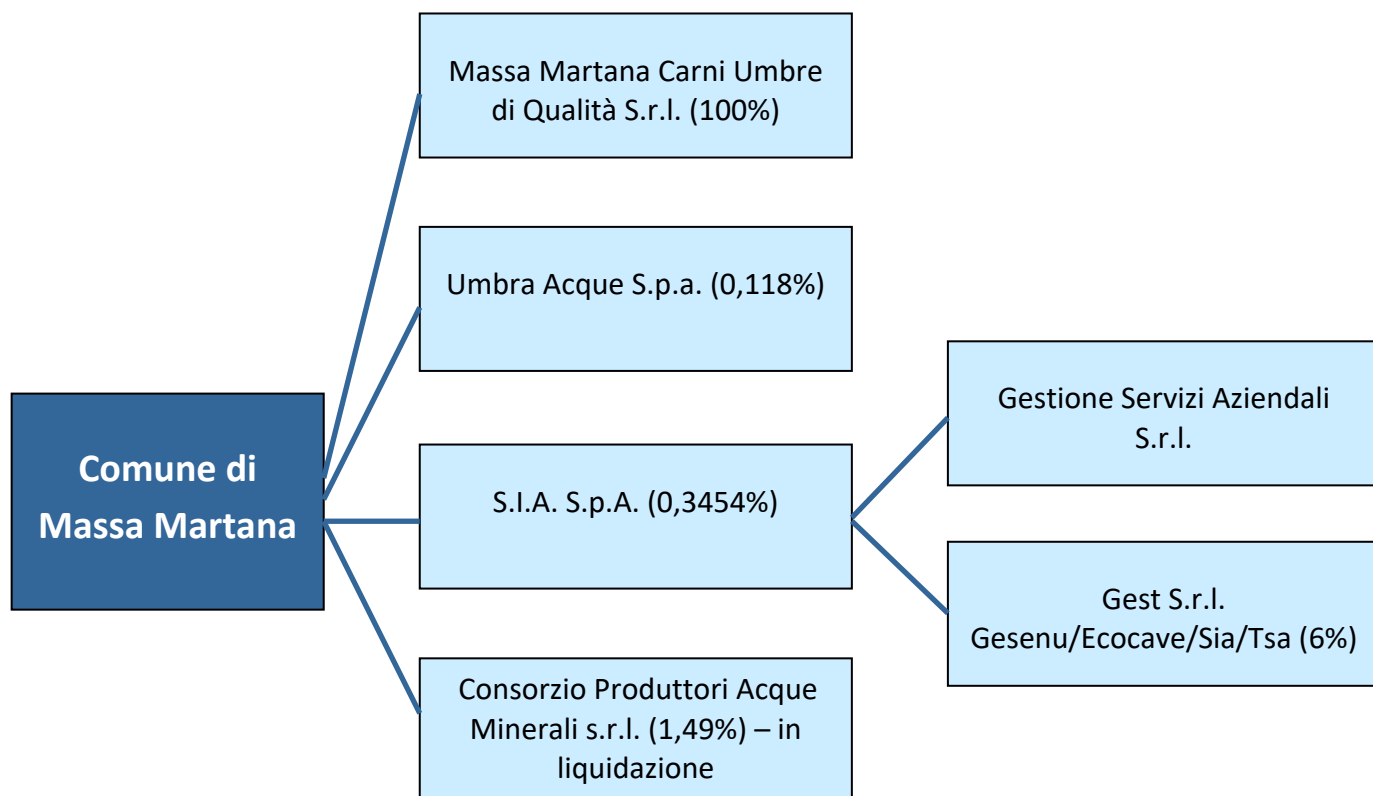 Massa Martana Carni Umbre
di Qualità S.r.l. (100%)
Umbra Acque S.p.a. (0,118%)
Comune di
Massa Martana
S.I.A. S.p.A. (0,3454%)
Gestione Servizi Aziendali
S.r.l.
Gest S.r.l.
Gesenu/Ecocave/Sia/Tsa (6%)
Consorzio Produttori Acque
Minerali s.r.l. (1,49%) – in
liquidazione